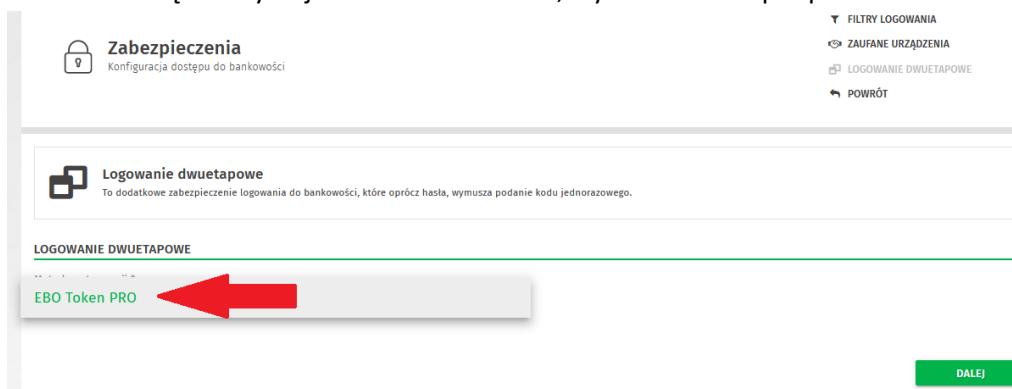 FILTRY LOGOWANIA
Zabezpieczenia
ZAUFANE URZĄDZENIA
Konfiguracja dostępu do bankowości
LOGOWANIE DWUETAPOWE
POWRÓT
Logowanie dwuetapowe
To dodatkowe zabezpieczenie logowania do bankowości, które oprócz hasła, wymusza podanie kodu jednorazowego.
LOGOWANIE DWUETAPOWE
EBO Token PRO
DALEJ